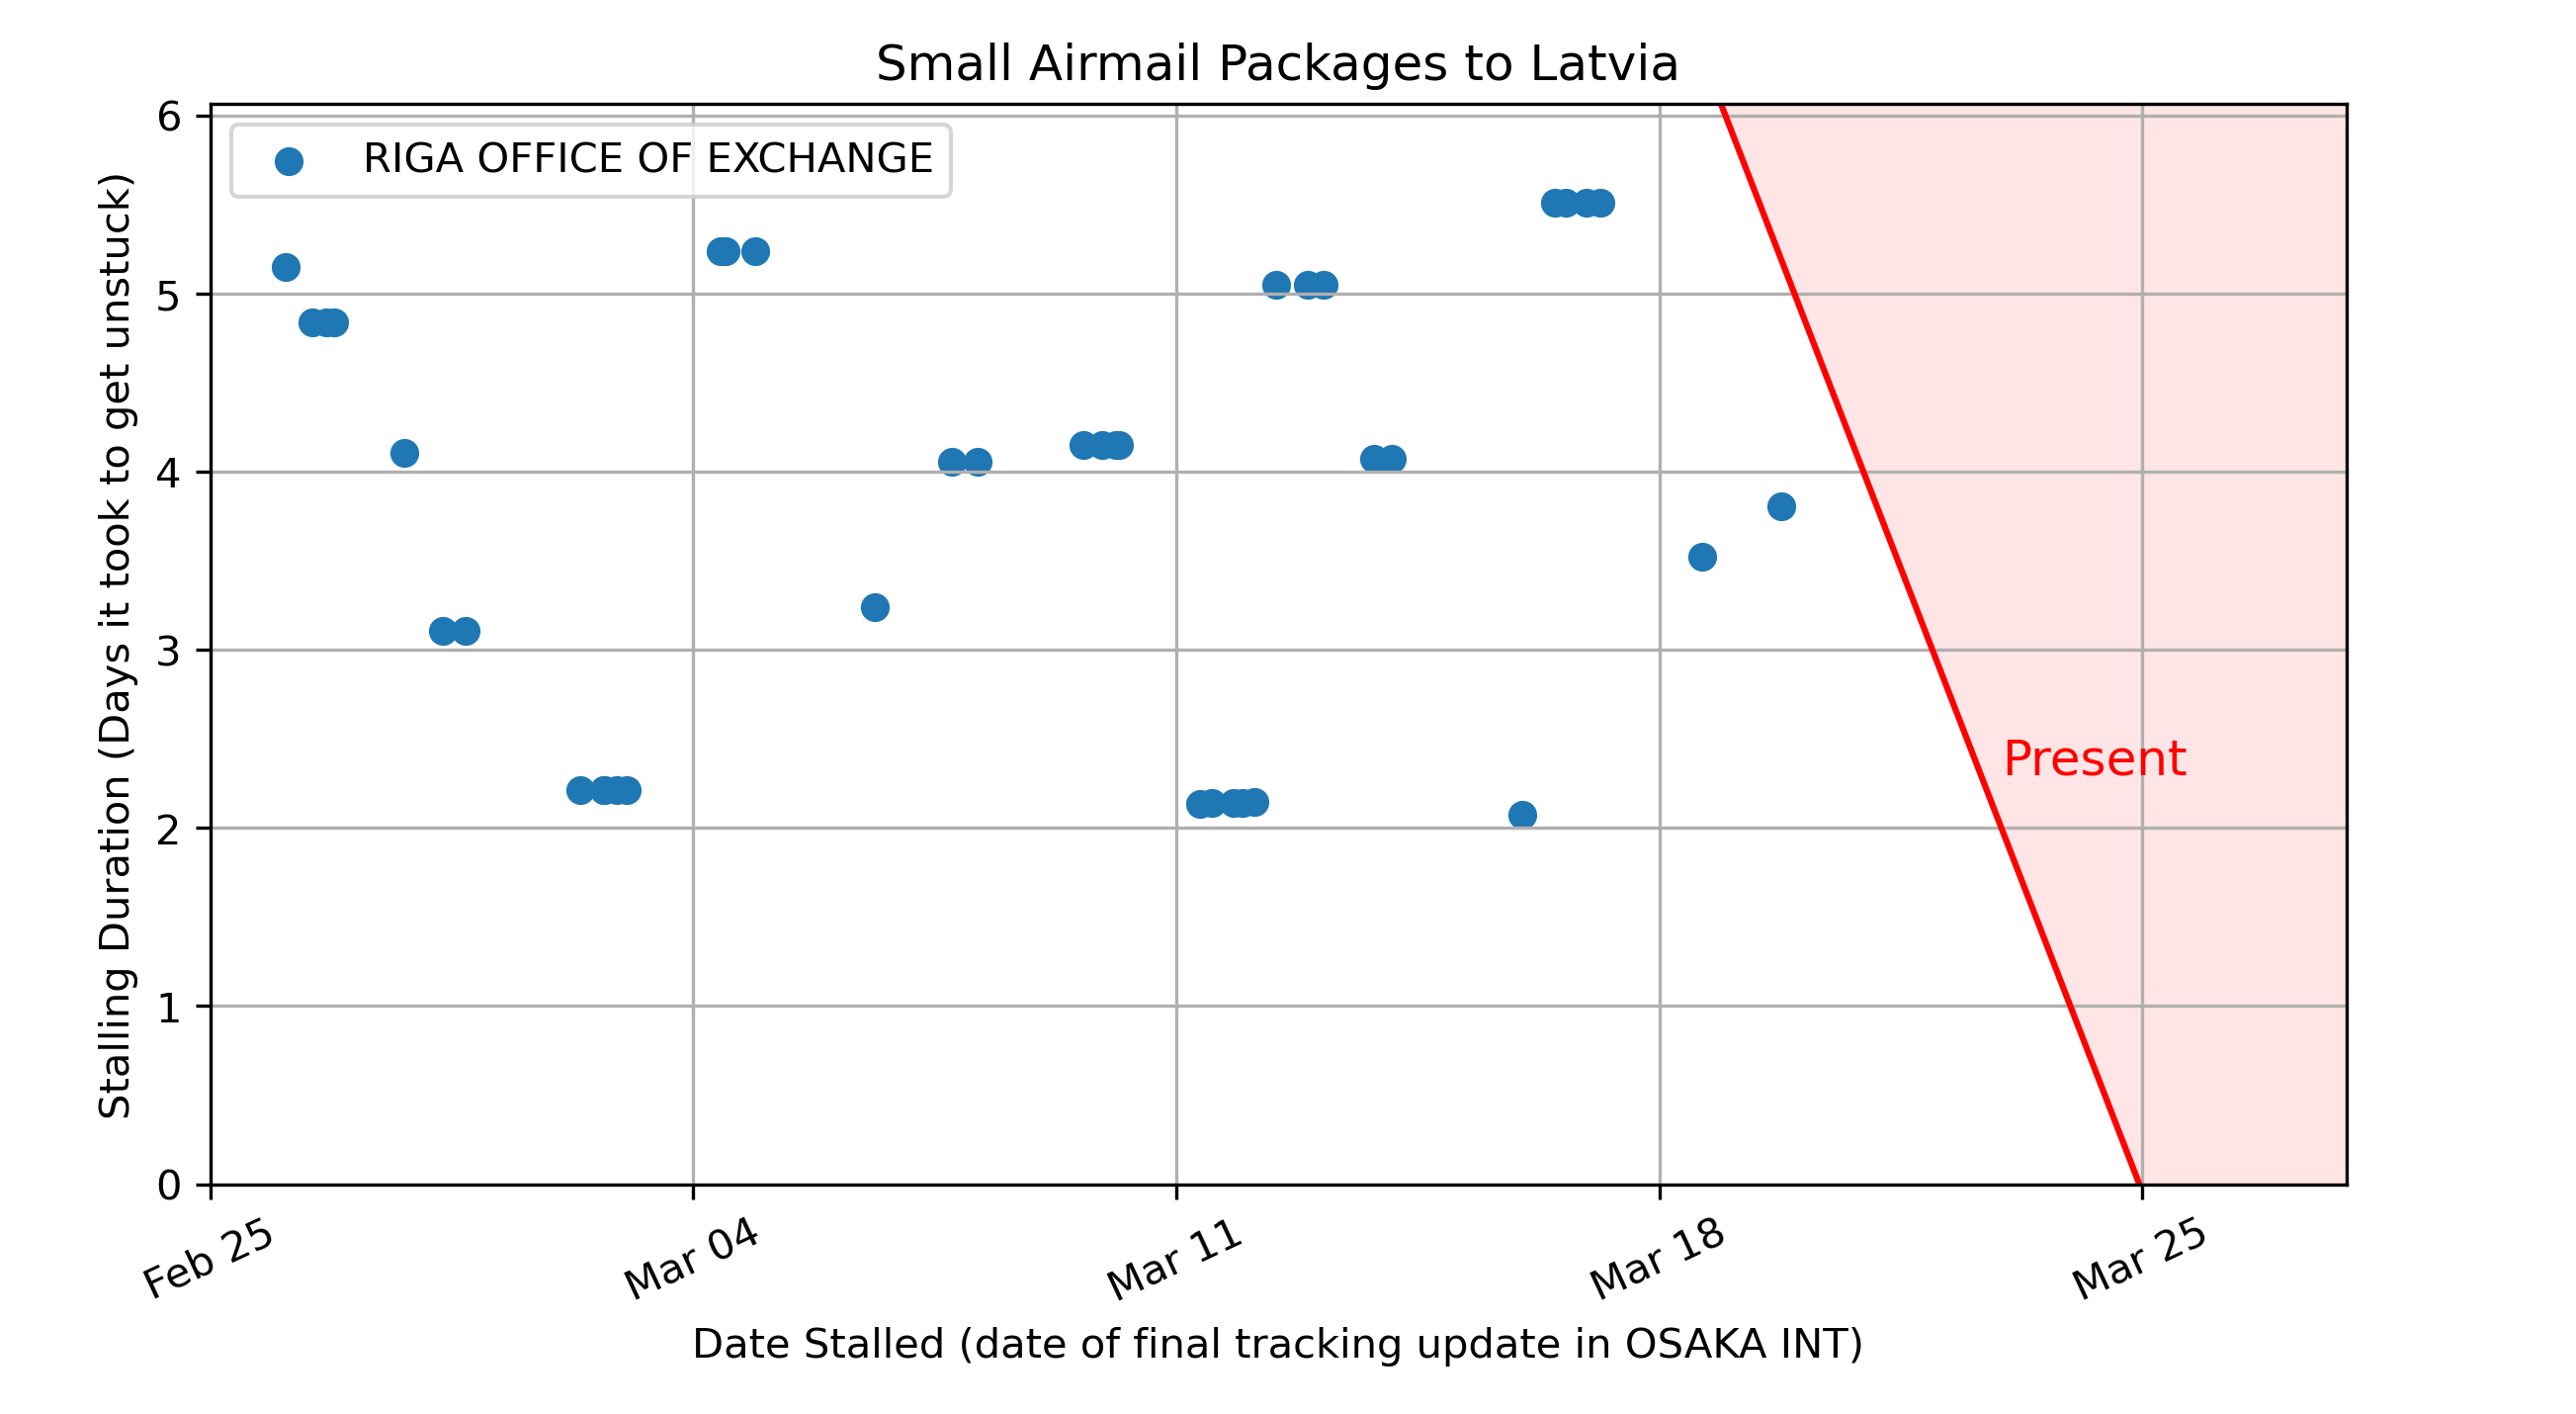 Small Airmail Packages to Latvia
RIGA OFFICE OF EXCHANGE
Stalling Duration (Days it took to get unstuck)
6
5
4
3
2
1
0
Present
Feb 25
Mar 04
Mar 11
Mar 18
Mar 25
Date Stalled (date of final tracking update in OSAKA INT)